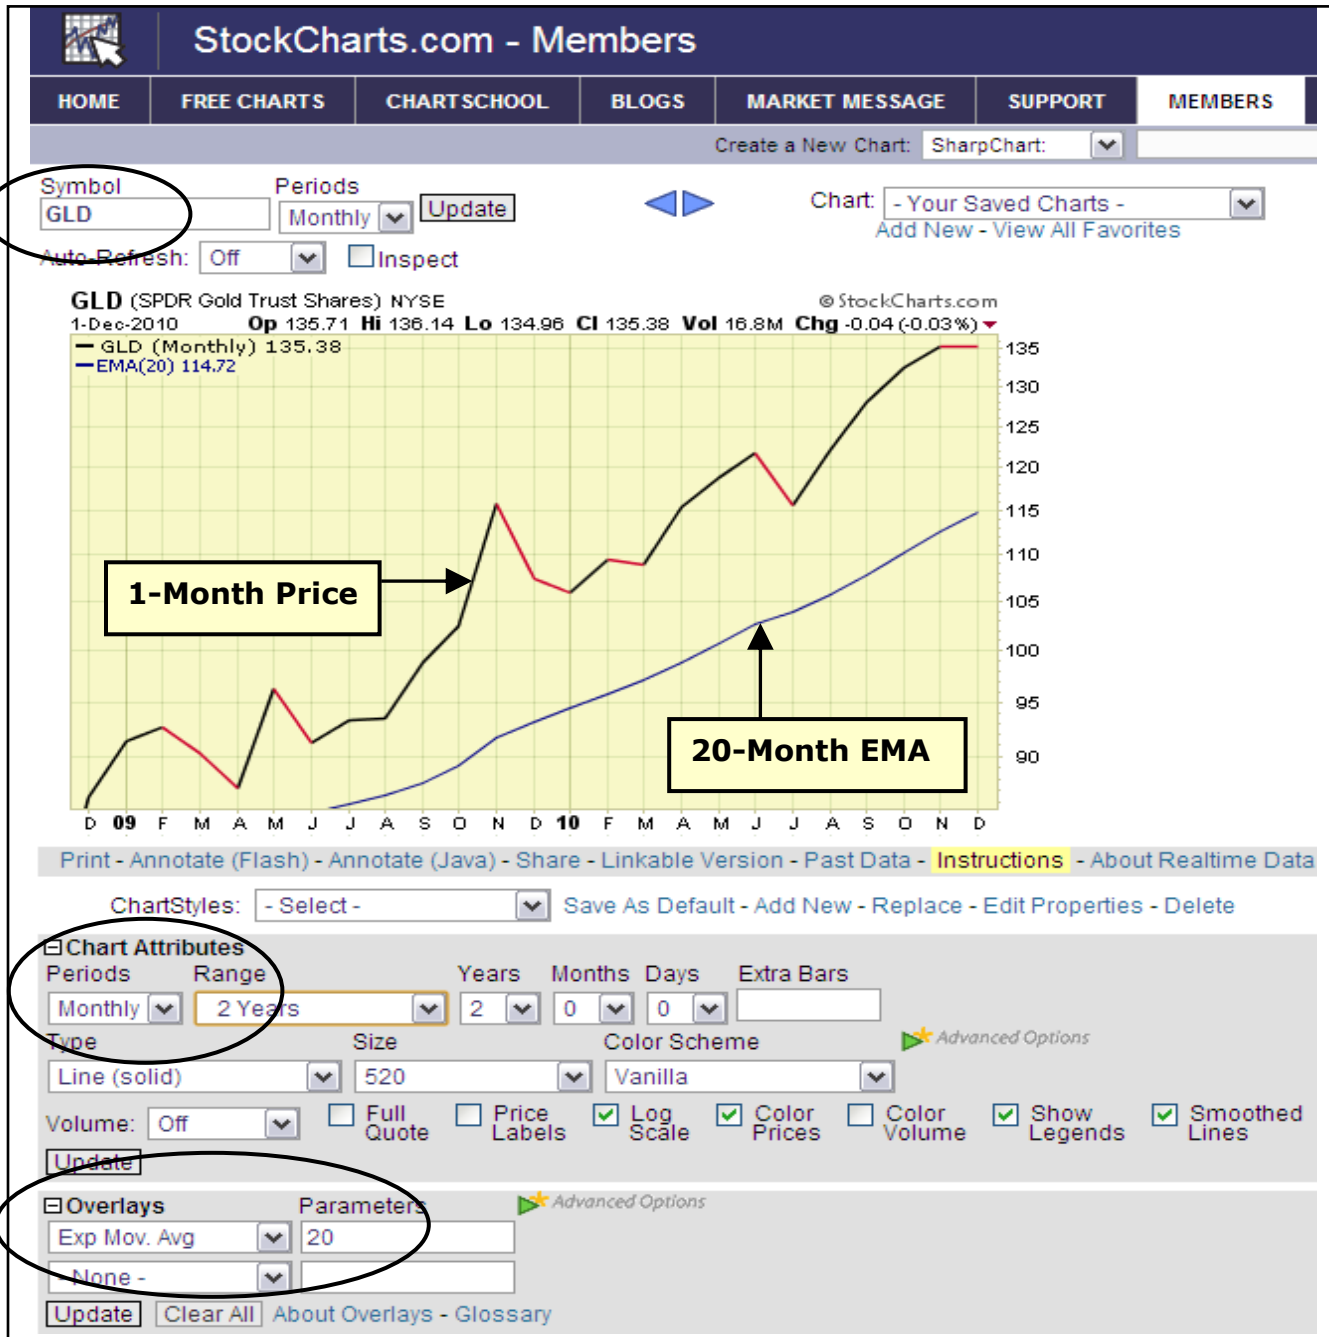 StockCharts.com - Members
HOME FREE CHARTS CHARTSCHOOL BLOGS MARKET MESSAGE SUPPORT MEMBERS
Create a New Chart: SharpChart:
Symbol Periods
GLD Monthly Update Chart: - Your Saved Charts -
Add New - View All Favorites
Auto-Refresh: Off Inspect
GLD (SPDR Gold Trust Shares) NYSE © StockCharts.com
1-Dec-2010 Op 135.71 Hi 136.14 Lo 134.96 Cl 135.38 Vol 16.8M Chg -0.04 (-0.03%)
GLD (Monthly) 135.38
EMA(20) 114.72
135
130
125
120
115
110
105
100
95
90
1-Month Price
20-Month EMA
D 09 F M A M J J A S O N D 10 F M A M J J A S O N D
Print - Annotate (Flash) - Annotate (Java) - Share - Linkable Version - Past Data - Instructions - About Realtime Data
ChartStyles: - Select - Save As Default - Add New - Replace - Edit Properties - Delete
Chart Attributes
Periods Range Years Months Days Extra Bars
Monthly 2 Years 2 0 0
Type Size Color Scheme Advanced Options
Line (solid) 520 Vanilla
Volume: Off Full Quote Price Labels Log Scale Color Prices Color Volume Show Legends Smoothed Lines
Update
Overlays Parameters Advanced Options
Exp Mov. Avg 20
- None -
Update Clear All About Overlays - Glossary